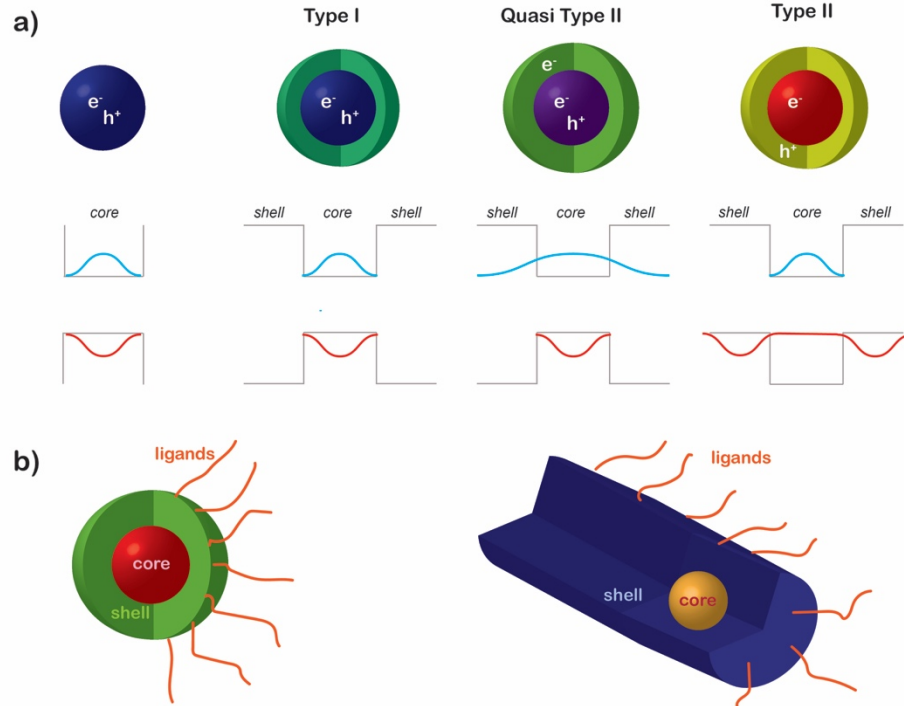 a)
Type I
Quasi Type II
Type II
e⁻
h⁺
e⁻
h⁺
e⁻
e⁻
h⁺
e⁻
h⁺
core
shell core shell
shell core shell
shell core shell
b)
ligands
core
shell
ligands
shell
core